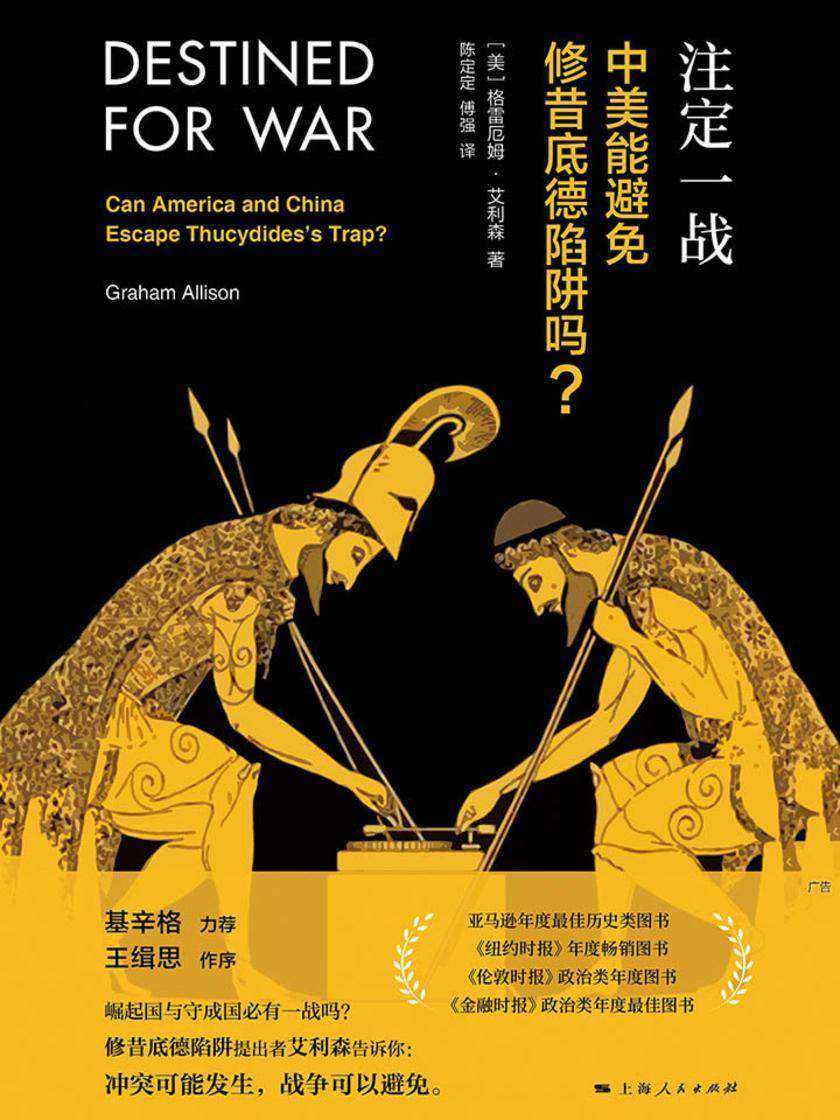 DESTINED
FOR WAR
Can America and China
Escape Thucydides's Trap?
Graham Allison
注定一战
中美能避免
修昔底德陷阱吗?
[美]格雷厄姆·艾利森 著
陈定定 傅强 译
广告
基辛格 力荐
王缉思 作序
崛起国与守成国必有一战吗?
修昔底德陷阱提出者艾利森告诉你:
冲突可能发生,战争可以避免。
亚马逊年度最佳历史类图书
《纽约时报》年度畅销图书
《伦敦时报》政治类年度图书
《金融时报》政治类年度最佳图书
上海人民出版社